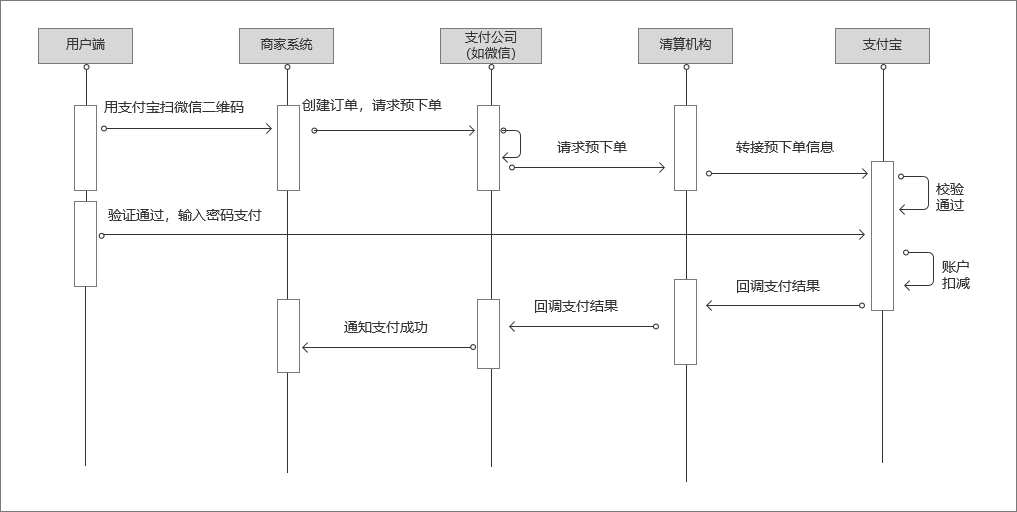 用户端
商家系统
支付公司
(如微信)
清算机构
支付宝
用支付宝扫微信二维码
创建订单，请求预下单
请求预下单
转接预下单信息
校验
通过
验证通过，输入密码支付
账户
扣减
回调支付结果
回调支付结果
通知支付成功